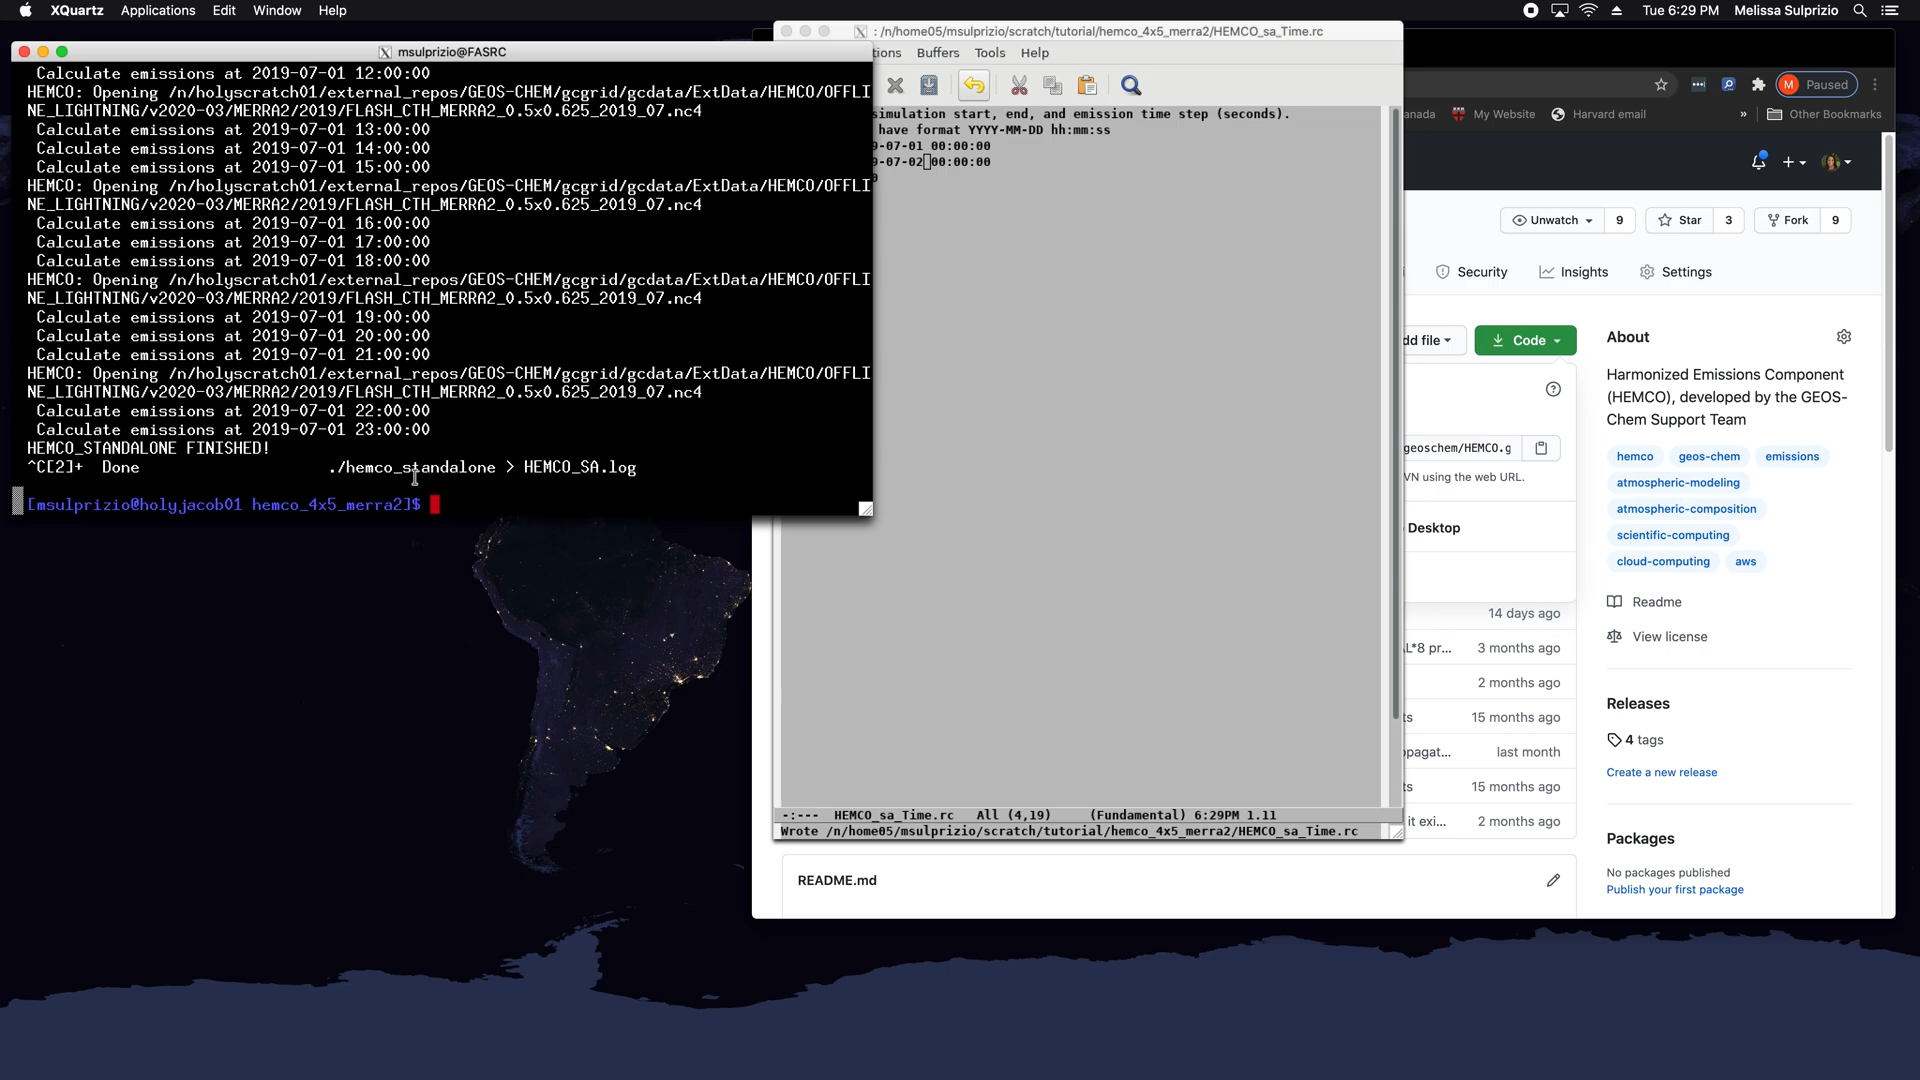 XQuartz Applications Edit Window Help
Tue 6:29 PM Melissa Sulprizio
msulprizio@FASRC
Calculate emissions at 2019-07-01 12:00:00
HEMCO: Opening /n/holyscratch01/external_repos/GEOS-CHEM/gcgrid/gcdata/ExtData/HEMCO/OFFLI
NE_LIGHTNING/v2020-03/MERRA2/2019/FLASH_CTH_MERRA2_0.5x0.625_2019_07.nc4
Calculate emissions at 2019-07-01 13:00:00
Calculate emissions at 2019-07-01 14:00:00
Calculate emissions at 2019-07-01 15:00:00
HEMCO: Opening /n/holyscratch01/external_repos/GEOS-CHEM/gcgrid/gcdata/ExtData/HEMCO/OFFLI
NE_LIGHTNING/v2020-03/MERRA2/2019/FLASH_CTH_MERRA2_0.5x0.625_2019_07.nc4
Calculate emissions at 2019-07-01 16:00:00
Calculate emissions at 2019-07-01 17:00:00
Calculate emissions at 2019-07-01 18:00:00
HEMCO: Opening /n/holyscratch01/external_repos/GEOS-CHEM/gcgrid/gcdata/ExtData/HEMCO/OFFLI
NE_LIGHTNING/v2020-03/MERRA2/2019/FLASH_CTH_MERRA2_0.5x0.625_2019_07.nc4
Calculate emissions at 2019-07-01 19:00:00
Calculate emissions at 2019-07-01 20:00:00
Calculate emissions at 2019-07-01 21:00:00
HEMCO: Opening /n/holyscratch01/external_repos/GEOS-CHEM/gcgrid/gcdata/ExtData/HEMCO/OFFLI
NE_LIGHTNING/v2020-03/MERRA2/2019/FLASH_CTH_MERRA2_0.5x0.625_2019_07.nc4
Calculate emissions at 2019-07-01 22:00:00
Calculate emissions at 2019-07-01 23:00:00
HEMCO_STANDALONE FINISHED!
^C[2]+ Done ./hemco_standalone > HEMCO_SA.log
[msulprizio@holyjacob01 hemco_4x5_merra2]$
: /n/home05/msulprizio/scratch/tutorial/hemco_4x5_merra2/HEMCO_sa_Time.rc
tions Buffers Tools Help
simulation start, end, and emission time step (seconds).
have format YYYY-MM-DD hh:mm:ss
9-07-01 00:00:00
9-07-02 00:00:00
0
-:--- HEMCO_sa_Time.rc All (4,19) (Fundamental) 6:29PM 1.11
Wrote /n/home05/msulprizio/scratch/tutorial/hemco_4x5_merra2/HEMCO_sa_Time.rc
M Paused
anada My Website Harvard email » Other Bookmarks
Unwatch 9 Star 3 Fork 9
Security Insights Settings
dd file Code
geoschem/HEMCO.g
VN using the web URL.
Desktop
14 days ago
L*8 pr... 3 months ago
2 months ago
ts 15 months ago
opagat... last month
ts 15 months ago
it exi... 2 months ago
README.md
About
Harmonized Emissions Component
(HEMCO), developed by the GEOS-
Chem Support Team
hemco geos-chem emissions
atmospheric-modeling
atmospheric-composition
scientific-computing
cloud-computing aws
Readme
View license
Releases
4 tags
Create a new release
Packages
No packages published
Publish your first package